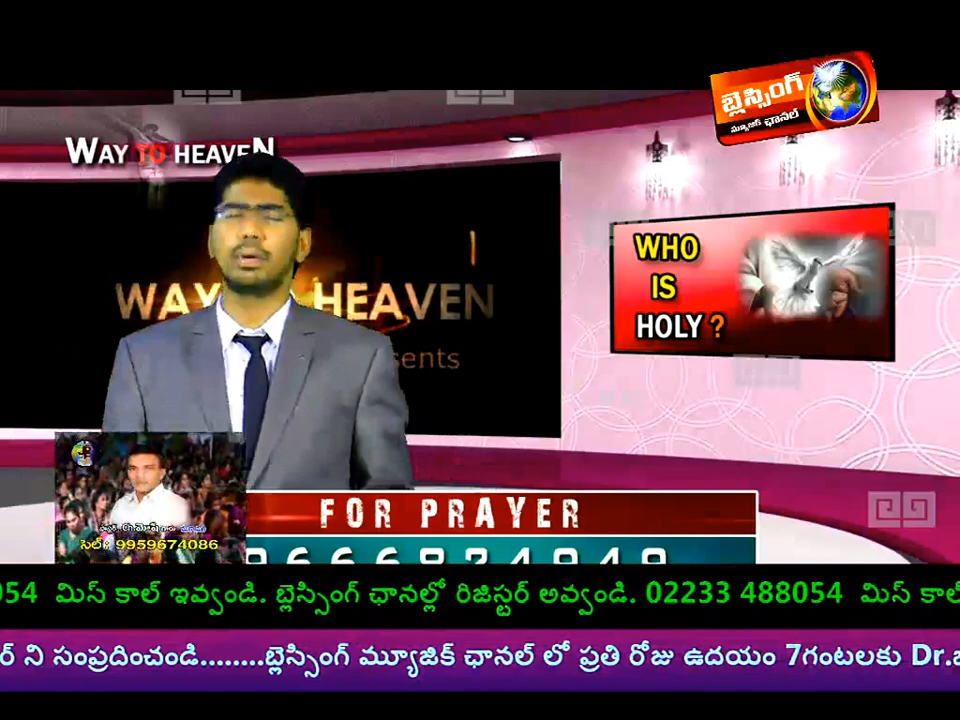 బ్లెస్సింగ్
మ్యూజిక్ ఛానల్
WAY TO HEAVEN
WHO
IS
HOLY ?
WAY HEAVEN
sents
FOR PRAYER
సెల్ : 9959674086
054 మిస్ కాల్ ఇవ్వండి. బ్లెస్సింగ్ ఛానల్లో రిజిస్టర్ అవ్వండి. 02233 488054 మిస్ కాల్
ర్ ని సంప్రదించండి........బ్లెస్సింగ్ మ్యూజిక్ ఛానల్ లో ప్రతి రోజు ఉదయం 7గంటలకు Dr.